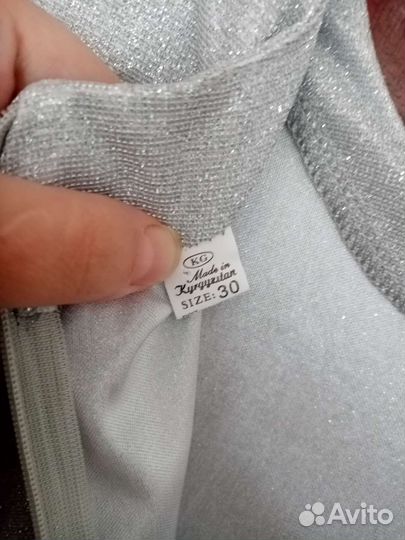 KG
Made in
Kyrgyzstan
SIZE: 30
Avito